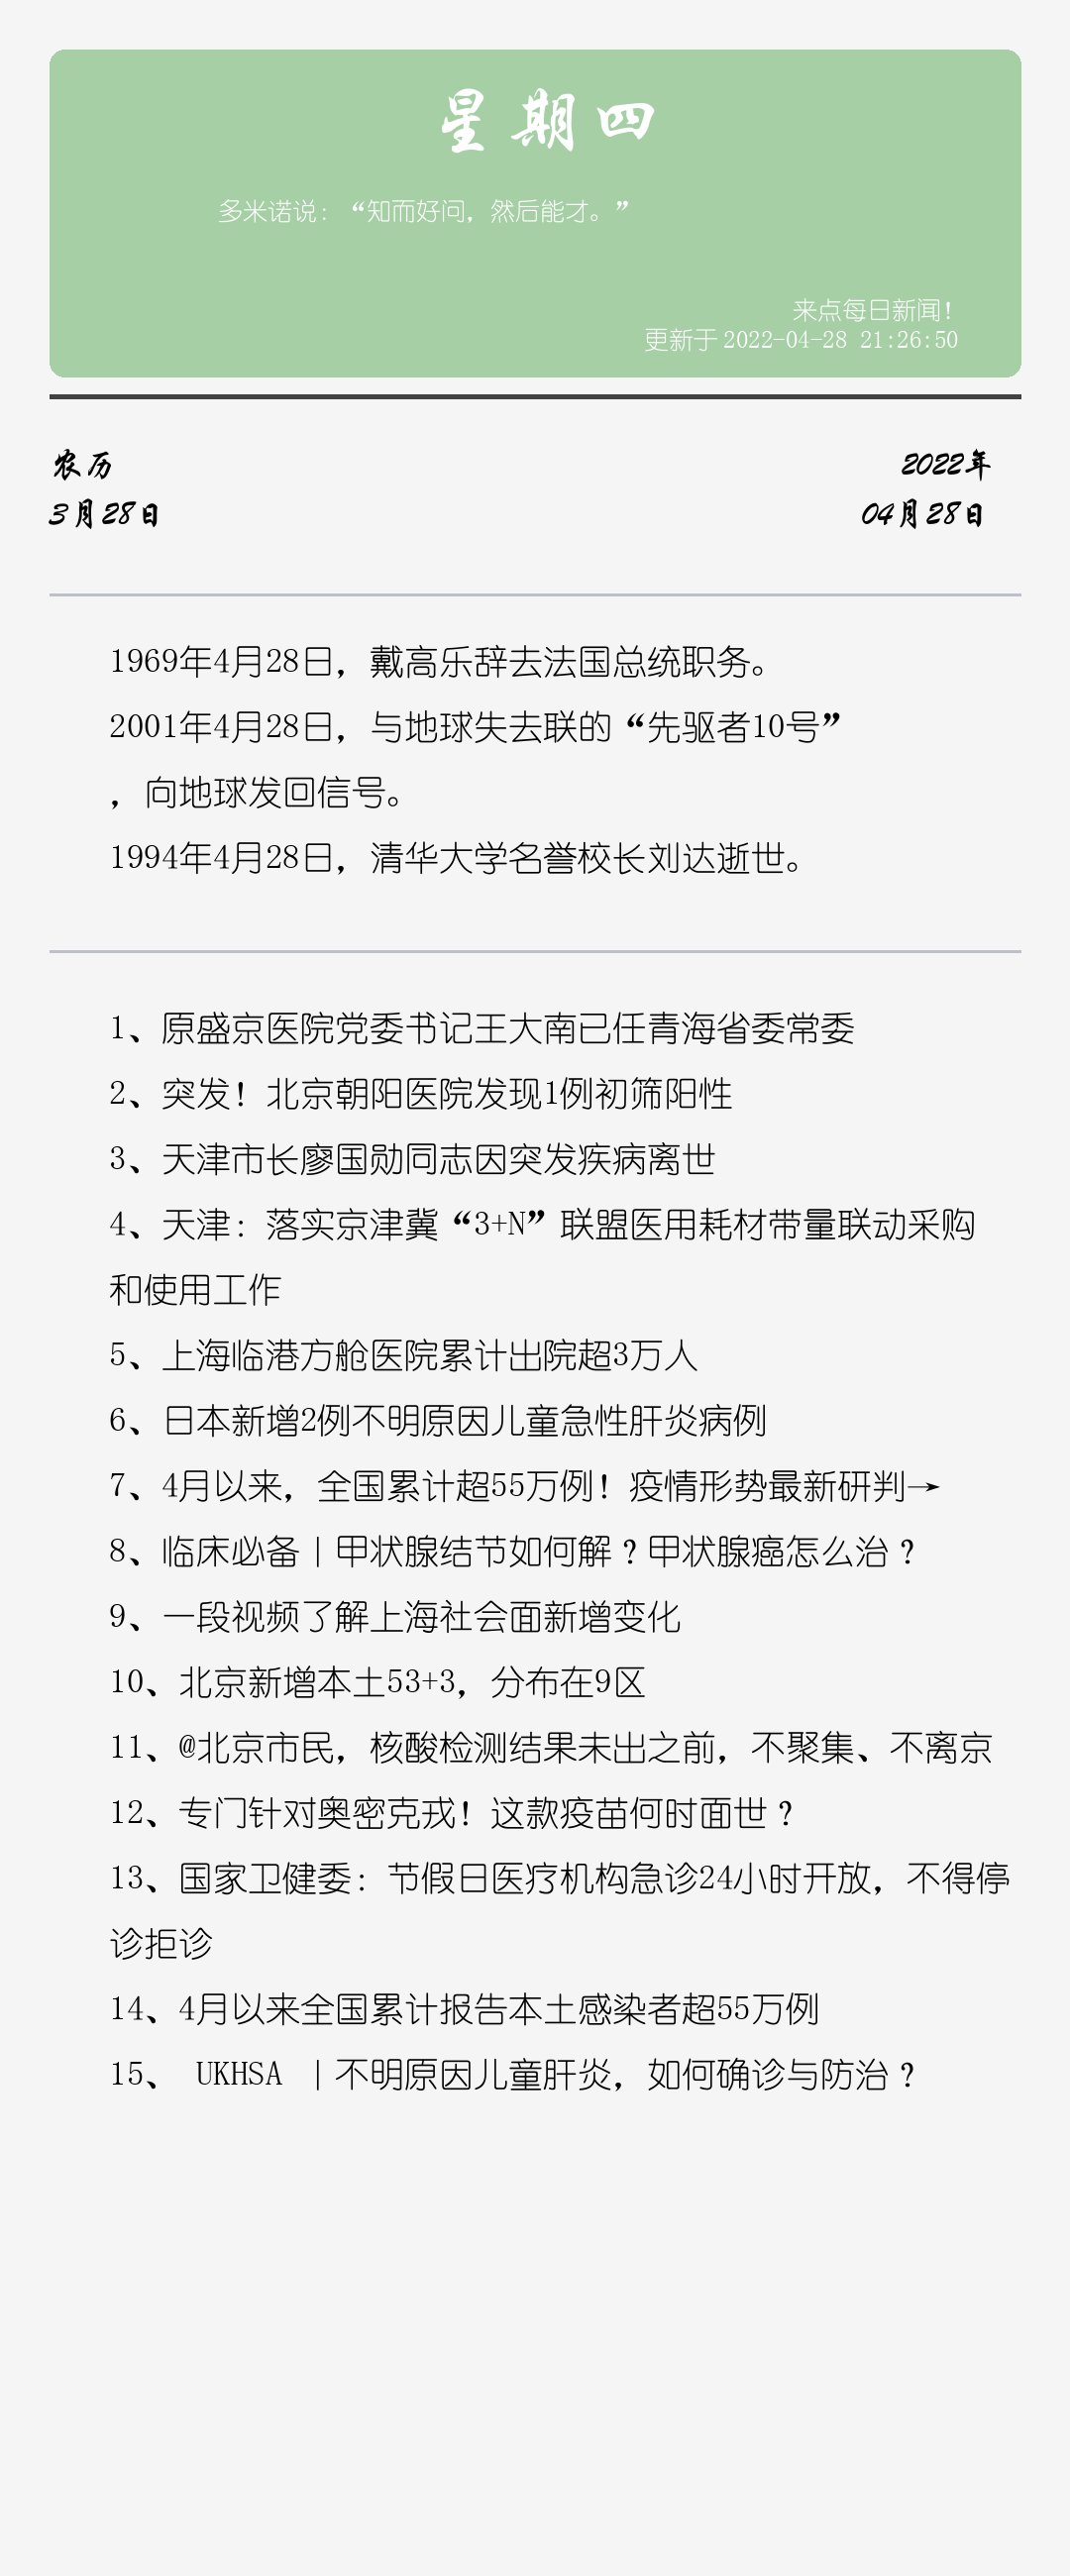 星期四
多米诺说：“知而好问，然后能才。”
来点每日新闻！
更新于 2022-04-28 21:26:50
农历
2022年
3月28日
04月28日
1969年4月28日，戴高乐辞去法国总统职务。
2001年4月28日，与地球失去联的“先驱者10号”
，向地球发回信号。
1994年4月28日，清华大学名誉校长刘达逝世。
1、原盛京医院党委书记王大南已任青海省委常委
2、突发！北京朝阳医院发现1例初筛阳性
3、天津市长廖国勋同志因突发疾病离世
4、天津：落实京津冀“3+N”联盟医用耗材带量联动采购
和使用工作
5、上海临港方舱医院累计出院超3万人
6、日本新增2例不明原因儿童急性肝炎病例
7、4月以来，全国累计超55万例！疫情形势最新研判→
8、临床必备丨甲状腺结节如何解？甲状腺癌怎么治？
9、一段视频了解上海社会面新增变化
10、北京新增本土53+3，分布在9区
11、@北京市民，核酸检测结果未出之前，不聚集、不离京
12、专门针对奥密克戎！这款疫苗何时面世？
13、国家卫健委：节假日医疗机构急诊24小时开放，不得停
诊拒诊
14、4月以来全国累计报告本土感染者超55万例
15、 UKHSA 丨不明原因儿童肝炎，如何确诊与防治？